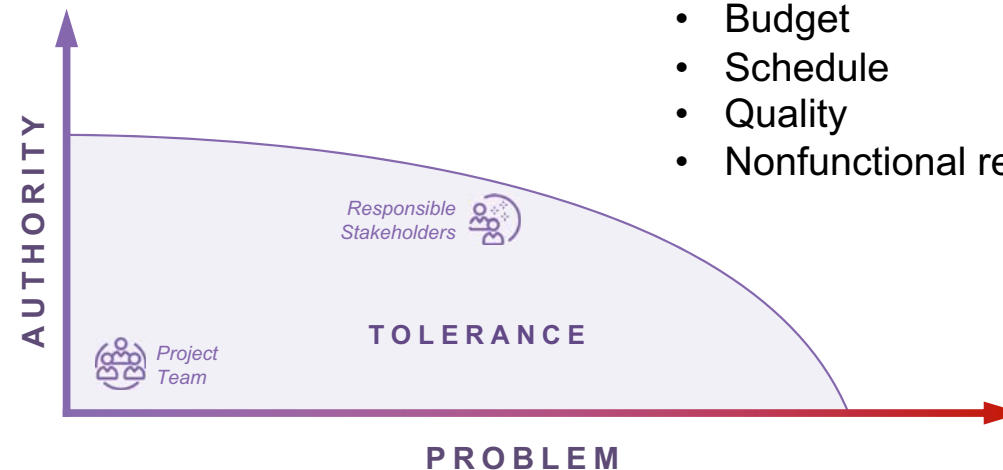 • Budget
• Schedule
• Quality
• Nonfunctional re
AUTHORITY
Responsible
Stakeholders
TOLERANCE
Project
Team
PROBLEM